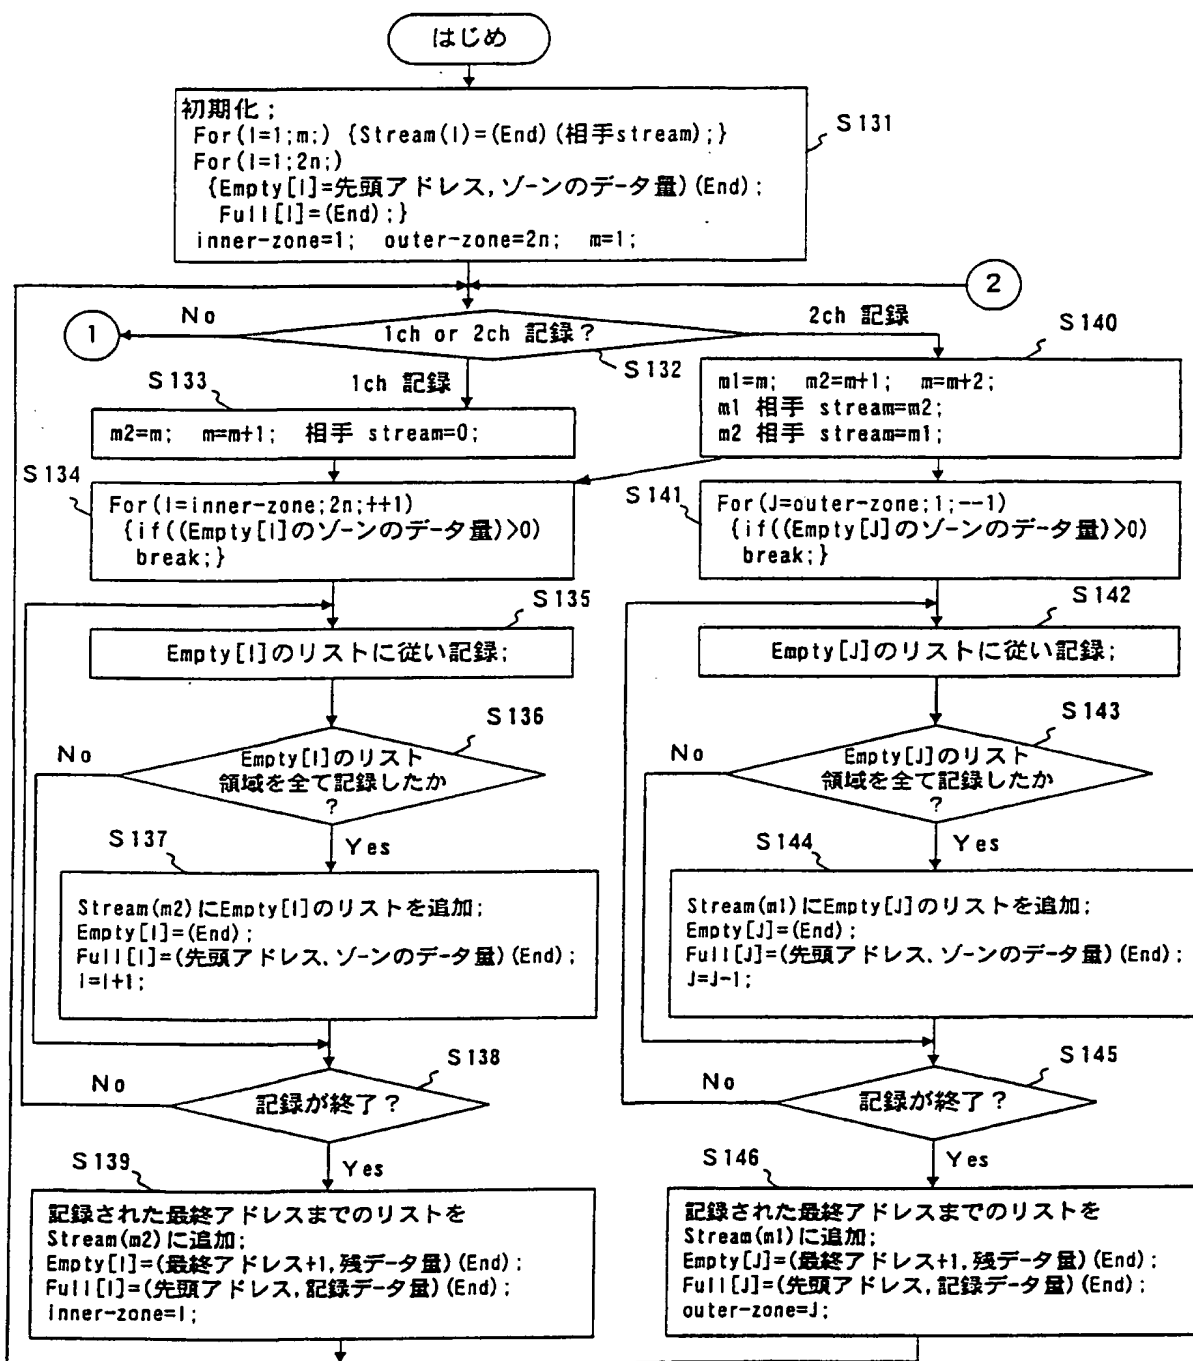 はじめ
初期化；
For(I=1;m;) {Stream(I)=(End)(相手stream);}
For(I=1;2n;)
{Empty[I]=先頭アドレス,ゾーンのデータ量)(End);
Full[I]=(End);}
inner-zone=1; outer-zone=2n; m=1;
S131
2
No
1
1ch or 2ch 記録？
2ch 記録
S132
S140
S133
1ch 記録
m2=m; m=m+1; 相手 stream=0;
m1=m; m2=m+1; m=m+2;
m1 相手 stream=m2;
m2 相手 stream=m1;
S134
For(I=inner-zone;2n;++1)
{if((Empty[I]のゾーンのデータ量)>0)
break;}
S141
For(J=outer-zone;1;--1)
{if((Empty[J]のゾーンのデータ量)>0)
break;}
S135
Empty[I]のリストに従い記録;
S142
Empty[J]のリストに従い記録;
S136
No
Empty[I]のリスト
領域を全て記録したか
？
Yes
S143
No
Empty[J]のリスト
領域を全て記録したか
？
Yes
S137
Stream(m2)にEmpty[I]のリストを追加;
Empty[I]=(End);
Full[I]=(先頭アドレス,ゾーンのデータ量)(End);
I=I+1;
S144
Stream(m1)にEmpty[J]のリストを追加;
Empty[J]=(End);
Full[J]=(先頭アドレス,ゾーンのデータ量)(End);
J=J-1;
S138
No
記録が終了？
Yes
S145
No
記録が終了？
Yes
S139
記録された最終アドレスまでのリストを
Stream(m2)に追加;
Empty[I]=(最終アドレス+1,残データ量)(End);
Full[I]=(先頭アドレス,記録データ量)(End);
inner-zone=I;
S146
記録された最終アドレスまでのリストを
Stream(m1)に追加;
Empty[J]=(最終アドレス+1,残データ量)(End);
Full[J]=(先頭アドレス,記録データ量)(End);
outer-zone=J;